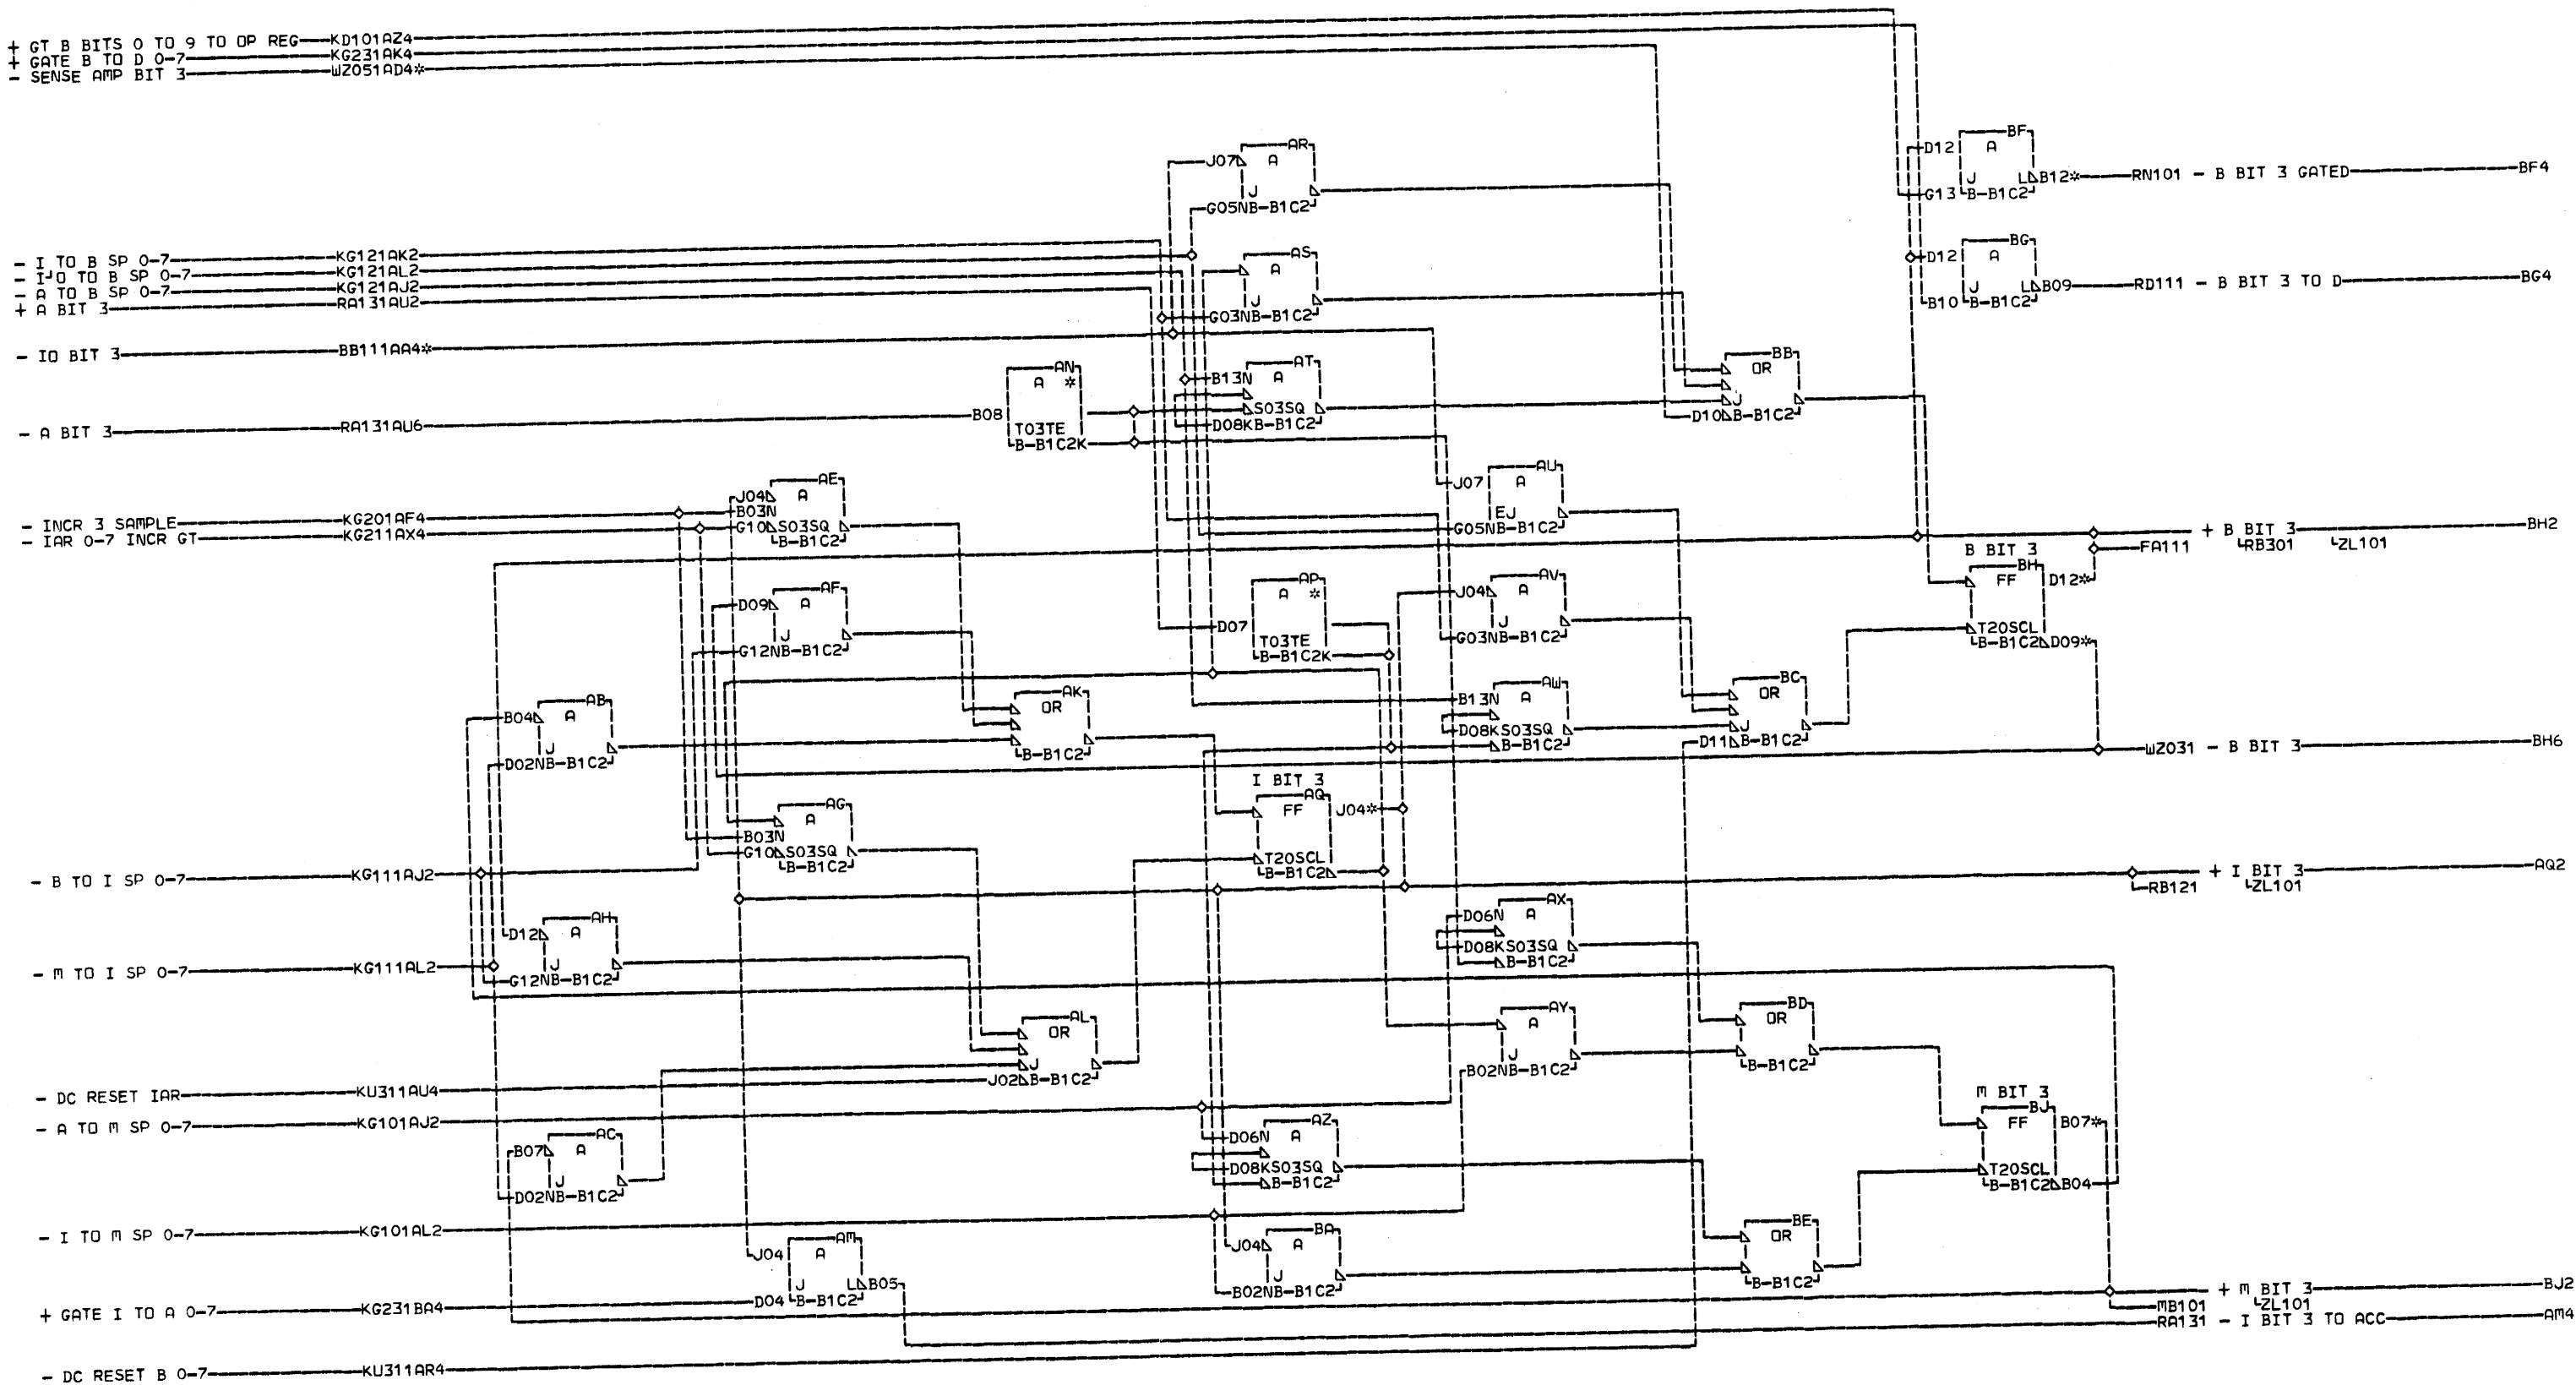 + GT B BITS 0 TO 9 TO OP REG KD101AZ4
+ GATE B TO D 0-7 KG231AK4
- SENSE AMP BIT 3 WZ051AD4*
AR
J07 A
J
G05NB-B1C2
BF
D12 A
J L B12* RN101 - B BIT 3 GATED BF4
G13 B-B1C2
- I TO B SP 0-7 KG121AK2
- I-O TO B SP 0-7 KG121AL2
- A TO B SP 0-7 KG121AJ2
+ A BIT 3 RA131AU2
AS
A
J
G03NB-B1C2
BG
D12 A
J L B09 RD111 - B BIT 3 TO D BG4
B10 B-B1C2
- IO BIT 3 BB111AA4*
AN
A *
T03TE
B-B1C2K
AT
B13N A
S03SQ
D08KB-B1C2
BB
OR
J
D10 B-B1C2
- A BIT 3 RA131AU6 B08
AE
J04 A
B03N
G10 S03SQ
B-B1C2
AU
J07 A
EJ
G05NB-B1C2
- INCR 3 SAMPLE KG201AF4
- IAR 0-7 INCR GT KG211AX4
+ B BIT 3 BH2
RB301 ZL101
FA111
B BIT 3
BH
FF D12*
T20SCL
B-B1C2 D09*
AF
D09 A
J
G12NB-B1C2
AP
A *
D07
T03TE
B-B1C2K
AV
J04 A
J
G03NB-B1C2
AB
B04 A
J
D02NB-B1C2
AK
OR
B-B1C2
AW
B13N A
D08KS03SQ
B-B1C2
BC
OR
J
D11 B-B1C2
WZ031 - B BIT 3 BH6
AG
A
B03N
G10 S03SQ
B-B1C2
I BIT 3
AQ
FF J04*
T20SCL
B-B1C2
- B TO I SP 0-7 KG111AJ2
+ I BIT 3 AQ2
RB121 ZL101
AH
D12 A
J
G12NB-B1C2
AX
D06N A
D08KS03SQ
B-B1C2
- M TO I SP 0-7 KG111AL2
AL
OR
J
J02 B-B1C2
AY
A
J
B02NB-B1C2
BD
OR
B-B1C2
- DC RESET IAR KU311AU4
- A TO M SP 0-7 KG101AJ2
AC
B07 A
J
D02NB-B1C2
AZ
D06N A
D08KS03SQ
B-B1C2
M BIT 3
BJ
FF B07*
T20SCL
B-B1C2 B04
- I TO M SP 0-7 KG101AL2
AM
J04 A
J L B05
D04 B-B1C2
BA
J04 A
J
B02NB-B1C2
BE
OR
B-B1C2
+ GATE I TO A 0-7 KG231BA4
+ M BIT 3 BJ2
MB101 ZL101
RA131 - I BIT 3 TO ACC AM4
- DC RESET B 0-7 KU311AR4